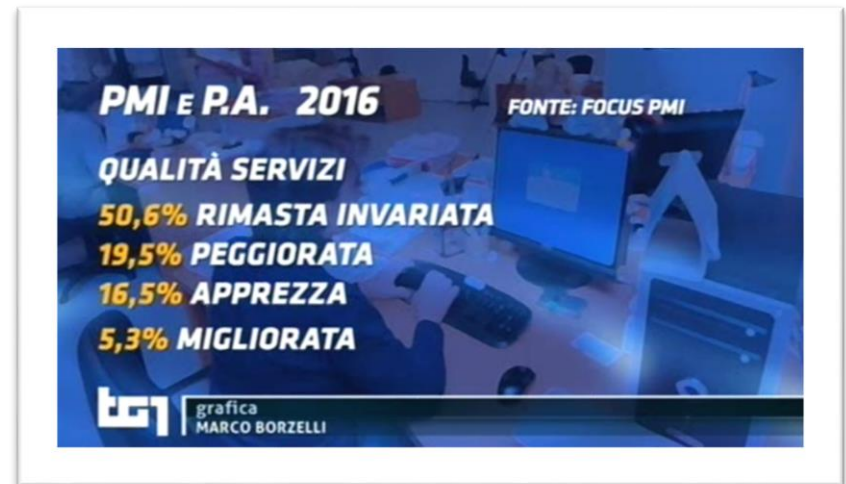 PMI E P.A. 2016
FONTE: FOCUS PMI
QUALITÀ SERVIZI
50,6% RIMASTA INVARIATA
19,5% PEGGIORATA
16,5% APPREZZA
5,3% MIGLIORATA
tg1
grafica
MARCO BORZELLI